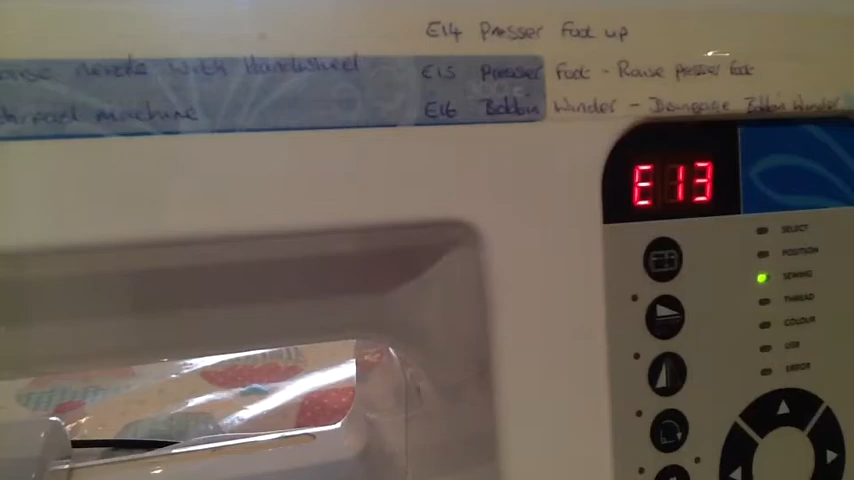 E14 Presser Foot up
needle with Handwheel E15 Presser Foot - Raise presser foot
machine E16 Bobbin Winder - Disengage Bobbin Winder
E13
SELECT
POSITION
SEWING
THREAD
COLOUR
USB
ERROR